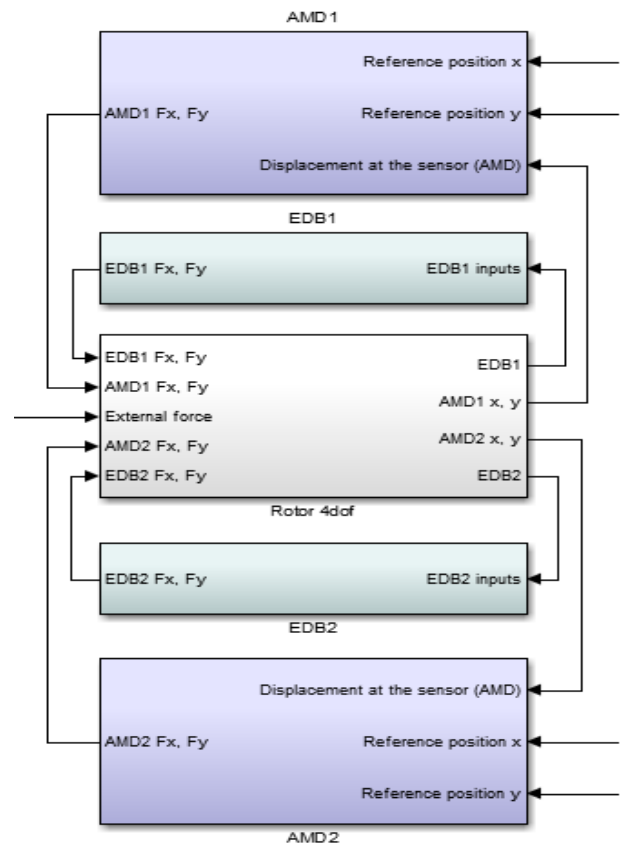 AMD1
Reference position x
AMD1 Fx, Fy
Reference position y
Displacement at the sensor (AMD)
EDB1
EDB1 Fx, Fy
EDB1 inputs
EDB1 Fx, Fy
EDB1
AMD1 Fx, Fy
AMD1 x, y
External force
AMD2 x, y
AMD2 Fx, Fy
EDB2 Fx, Fy
EDB2
Rotor 4dof
EDB2 Fx, Fy
EDB2 inputs
EDB2
Displacement at the sensor (AMD)
AMD2 Fx, Fy
Reference position x
Reference position y
AMD2